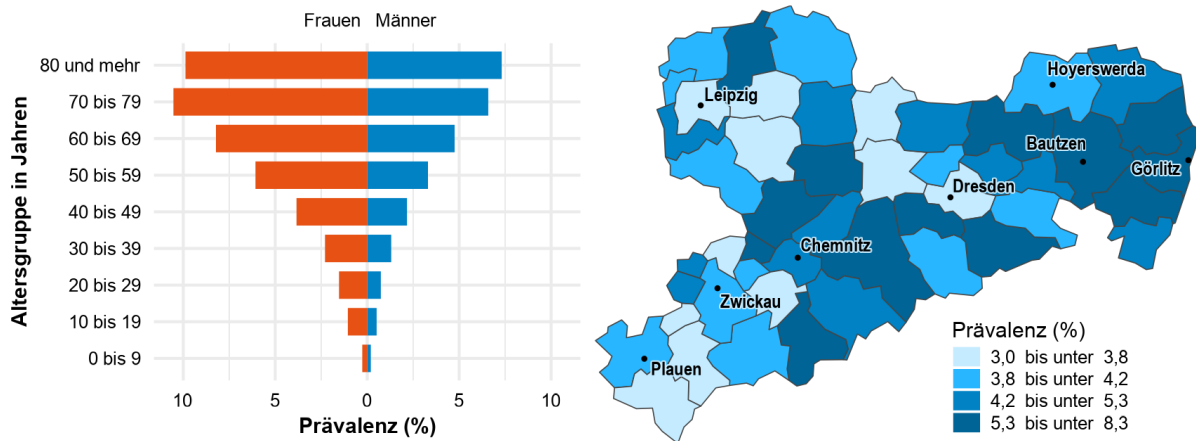 Frauen Männer
Altersgruppe in Jahren
80 und mehr
70 bis 79
60 bis 69
50 bis 59
40 bis 49
30 bis 39
20 bis 29
10 bis 19
0 bis 9
10 5 0 5 10
Prävalenz (%)
Hoyerswerda
Leipzig
Bautzen
Görlitz
Dresden
Chemnitz
Zwickau
Plauen
Prävalenz (%)
3,0 bis unter 3,8
3,8 bis unter 4,2
4,2 bis unter 5,3
5,3 bis unter 8,3